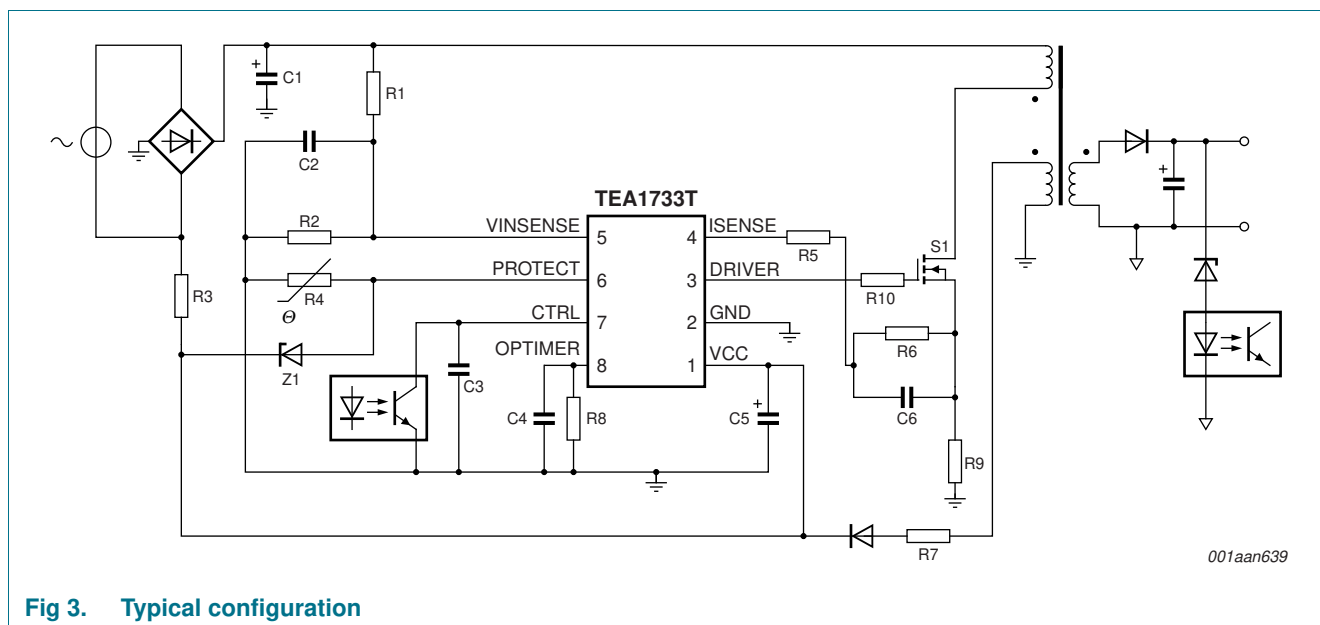 C1
R1
C2
TEA1733T
R2
VINSENSE
5
4
ISENSE
R5
S1
R3
R4
Θ
PROTECT
6
3
DRIVER
R10
CTRL
7
2
GND
Z1
OPTIMER
8
1
VCC
R6
C3
C4
R8
C5
C6
R9
R7
001aan639
Fig 3. Typical configuration